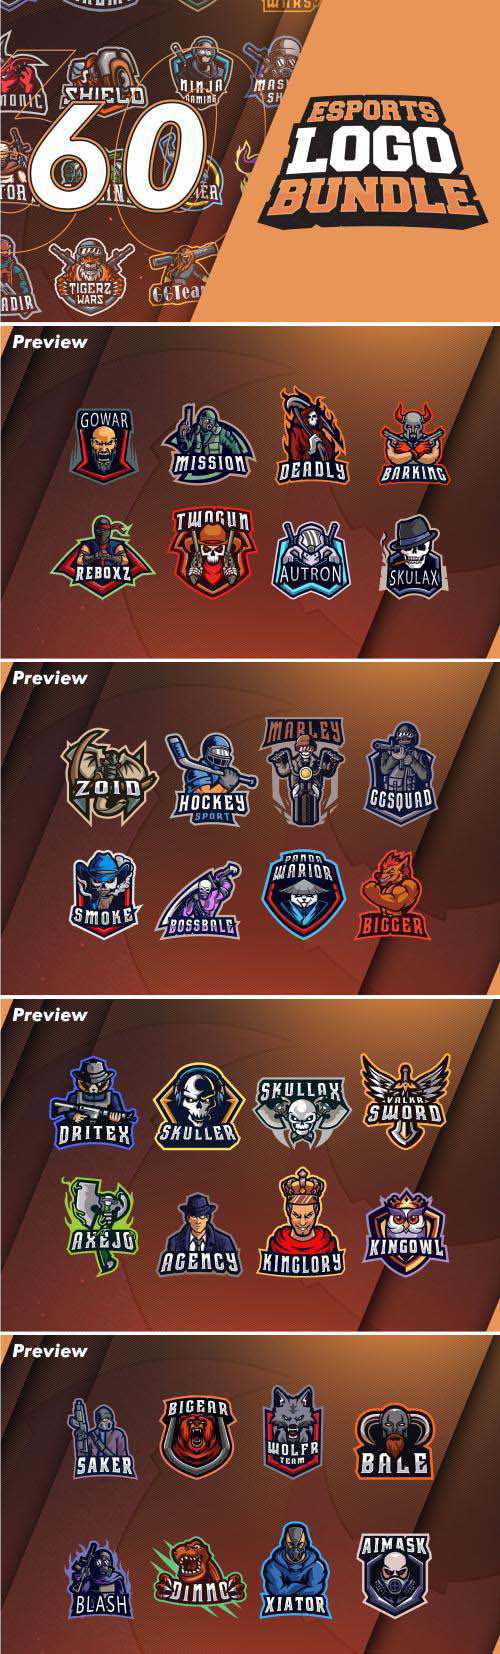 SHIELD
NINJA
GAMING
60
ESPORTS
LOGO
BUNDLE
TIGERZ
WARS
GGTea
Preview
GOWAR
MISSION
DEADLY
BARKING
REBOXZ
TWOGUN
AUTRON
SKULAX
Preview
ZOID
HOCKEY
SPORT
MARLEY
GGSQUAD
SMOKE
BOSSBALE
PANDA
WARIOR
BIGGER
Preview
DRITEX
SKULLER
SKULLAX
VALKR
SWORD
AXEJO
AGENCY
KINGLORY
KINGOWL
Preview
SAKER
BIGEAR
WOLFR
TEAM
BALE
BLASH
DINNO
XIATOR
AIMASK